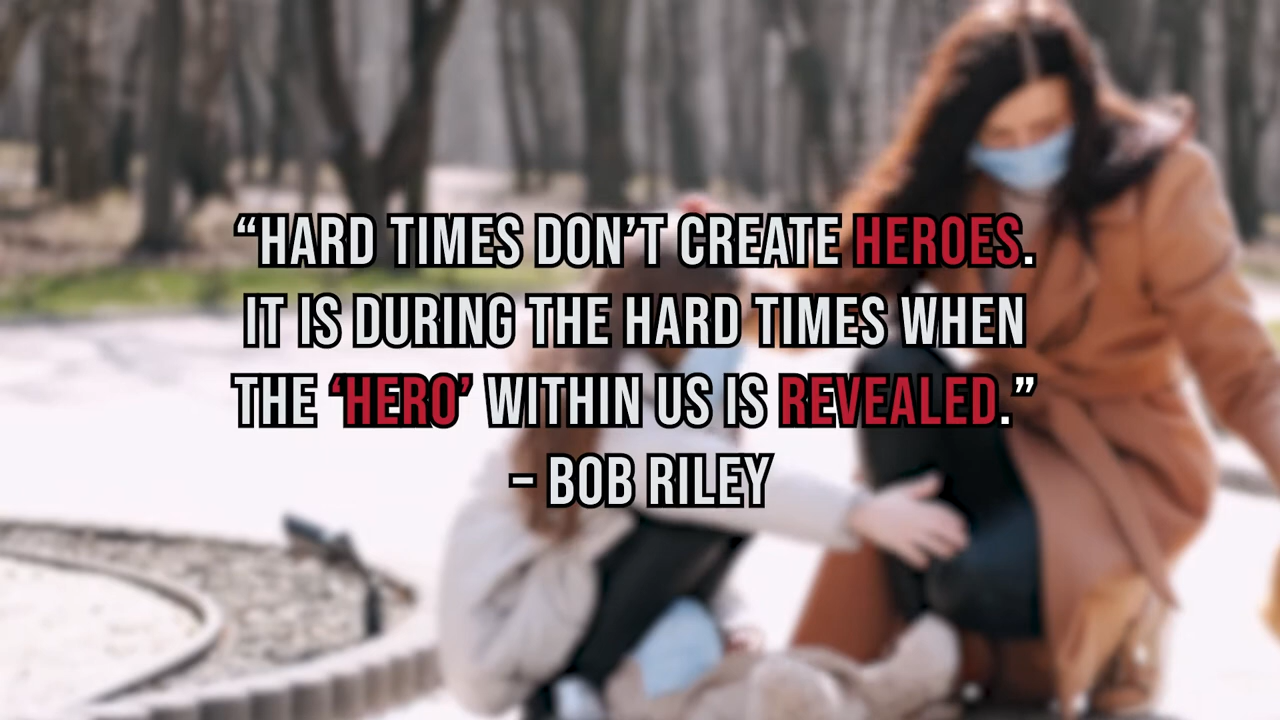 “HARD TIMES DON’T CREATE HEROES.
IT IS DURING THE HARD TIMES WHEN
THE ‘HERO’ WITHIN US IS REVEALED.”
– BOB RILEY